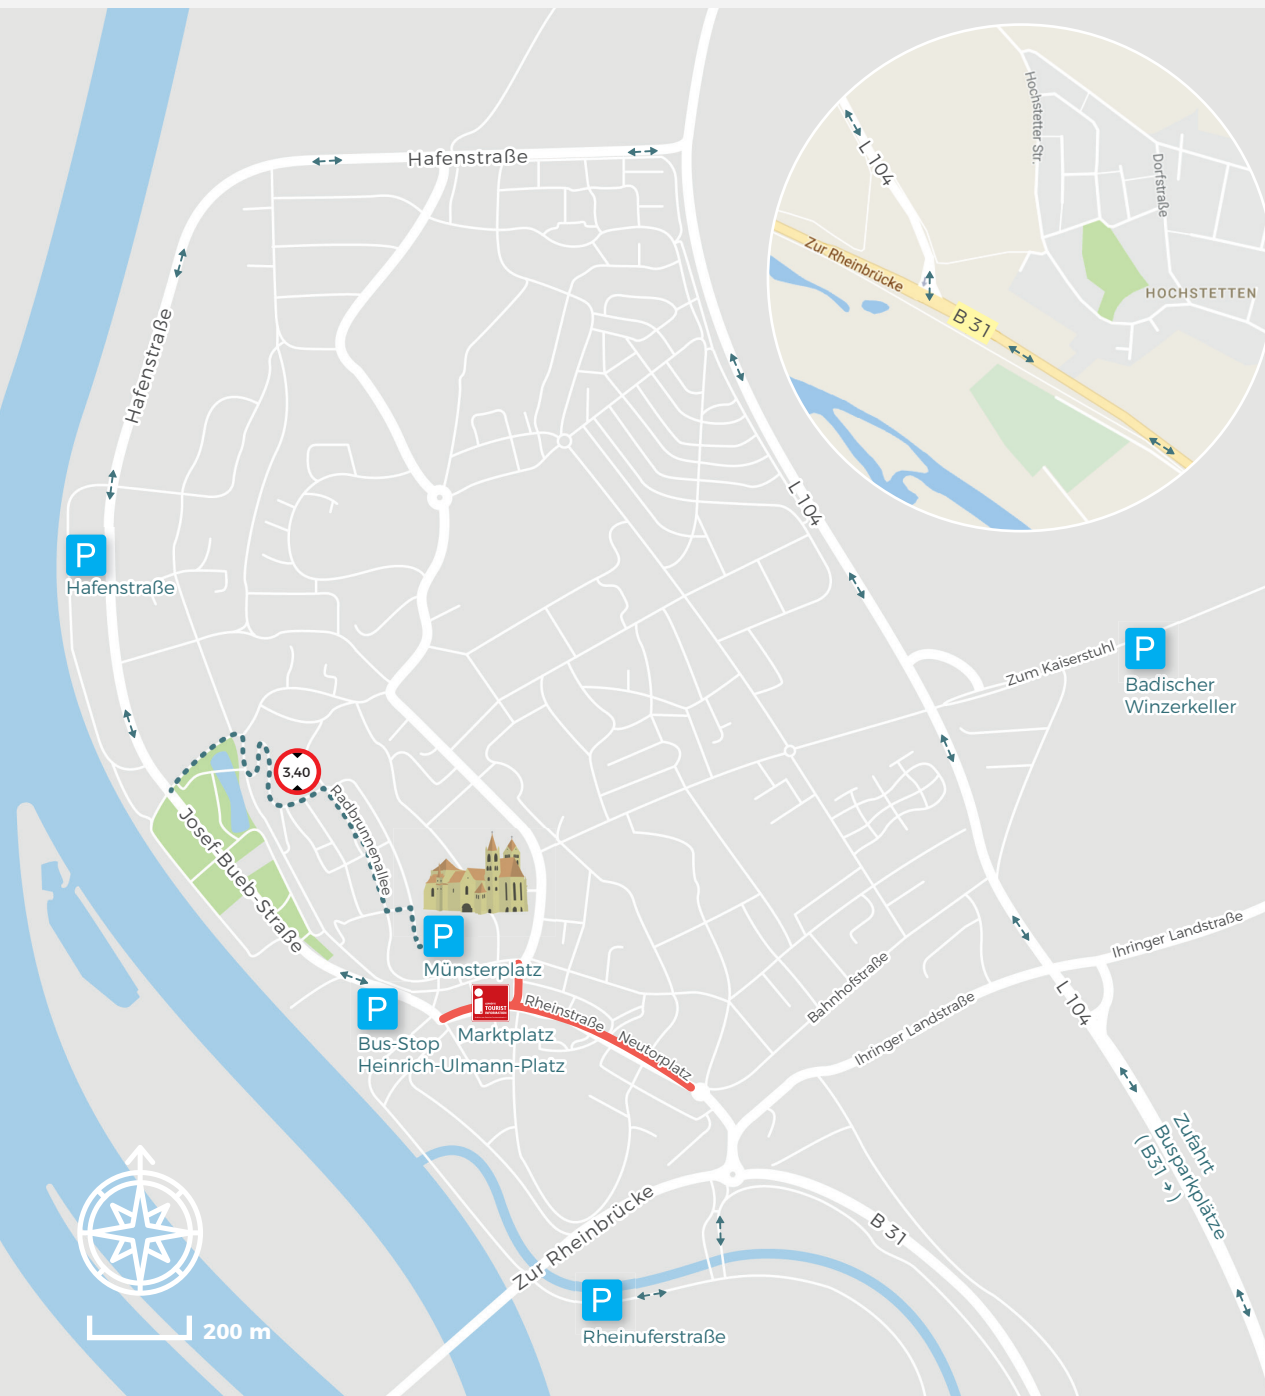 Hafenstraße
Hochstetter Str.
L 104
Dorfstraße
Zur Rheinbrücke
HOCHSTETTEN
B 31
Hafenstraße
L 104
P
Hafenstraße
Zum Kaiserstuhl
P
Badischer
Winzerkeller
3,40
Radbrunnenallee
Josef-Bueb-Straße
P
Münsterplatz
Ihringer Landstraße
Bahnhofstraße
P
Bus-Stop
Heinrich-Ulmann-Platz
i
TOURIST
INFORMATION
Marktplatz
Rheinstraße
Neutorplatz
Ihringer Landstraße
L 104
Zufahrt
Busparkplätze
( B31 → )
Zur Rheinbrücke
B 31
P
Rheinuferstraße
200 m